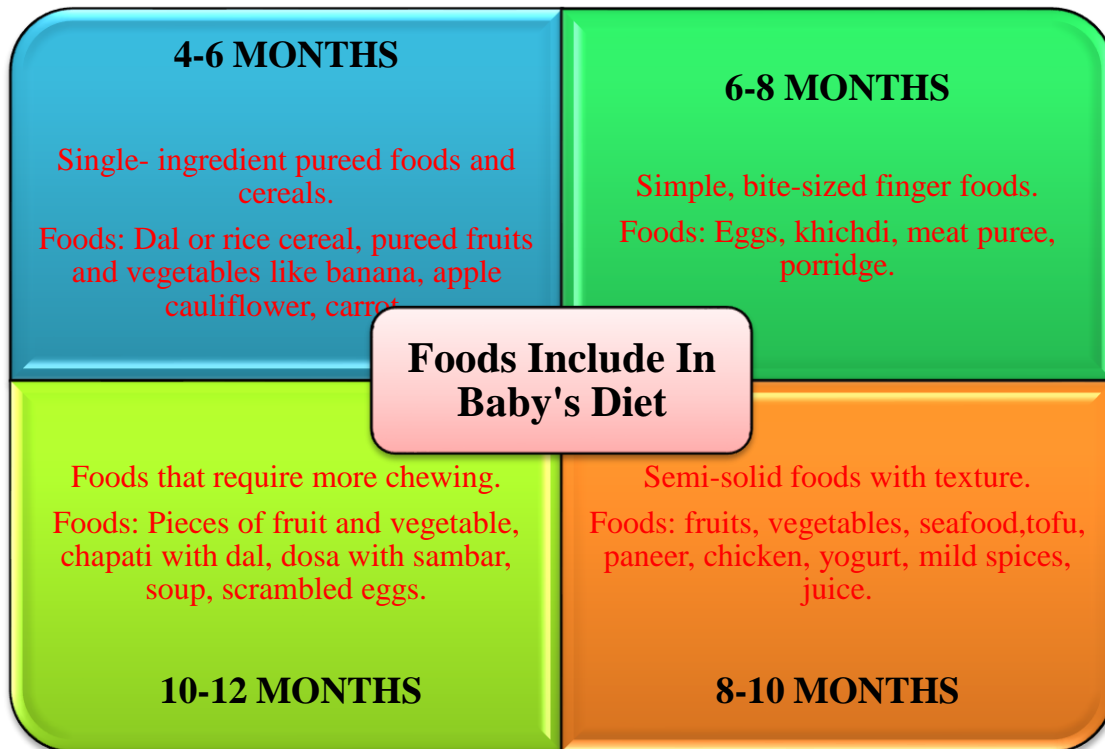 4-6 MONTHS
Single- ingredient pureed foods and
cereals.
Foods: Dal or rice cereal, pureed fruits
and vegetables like banana, apple
cauliflower, carrot
6-8 MONTHS
Simple, bite-sized finger foods.
Foods: Eggs, khichdi, meat puree,
porridge.
Foods Include In
Baby's Diet
Foods that require more chewing.
Foods: Pieces of fruit and vegetable,
chapati with dal, dosa with sambar,
soup, scrambled eggs.
10-12 MONTHS
Semi-solid foods with texture.
Foods: fruits, vegetables, seafood,tofu,
paneer, chicken, yogurt, mild spices,
juice.
8-10 MONTHS